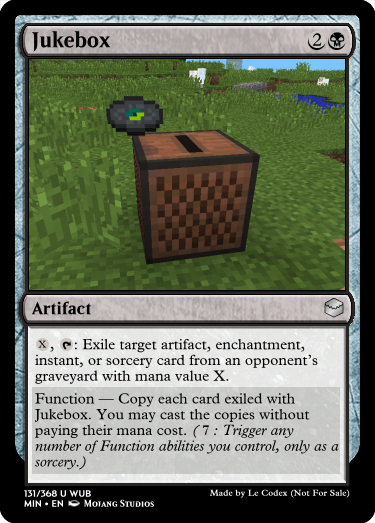 Jukebox 2
Artifact
X, : Exile target artifact, enchantment,
instant, or sorcery card from an opponent's
graveyard with mana value X.
Function — Copy each card exiled with
Jukebox. You may cast the copies without
paying their mana cost. ( 7 : Trigger any
number of Function abilities you control, only as a
sorcery.)
131/368 U WUB Made by Le Codex (Not For Sale)
MIN • EN Mojang Studios